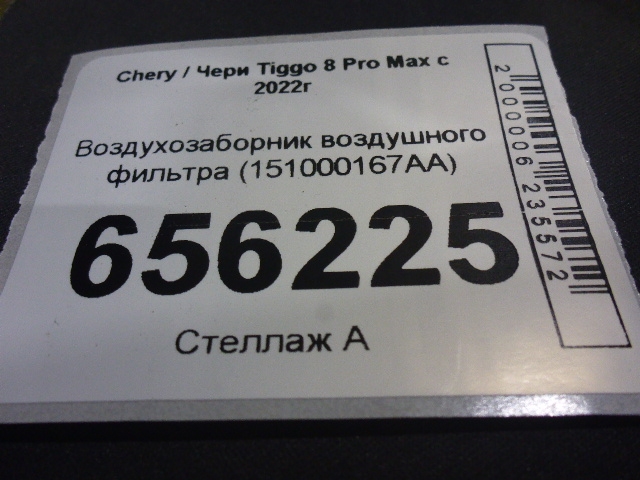 Chery / Чери Tiggo 8 Pro Max с
2022г
Воздухозаборник воздушного
фильтра (151000167AA)
656225
Стеллаж А
2000006235572